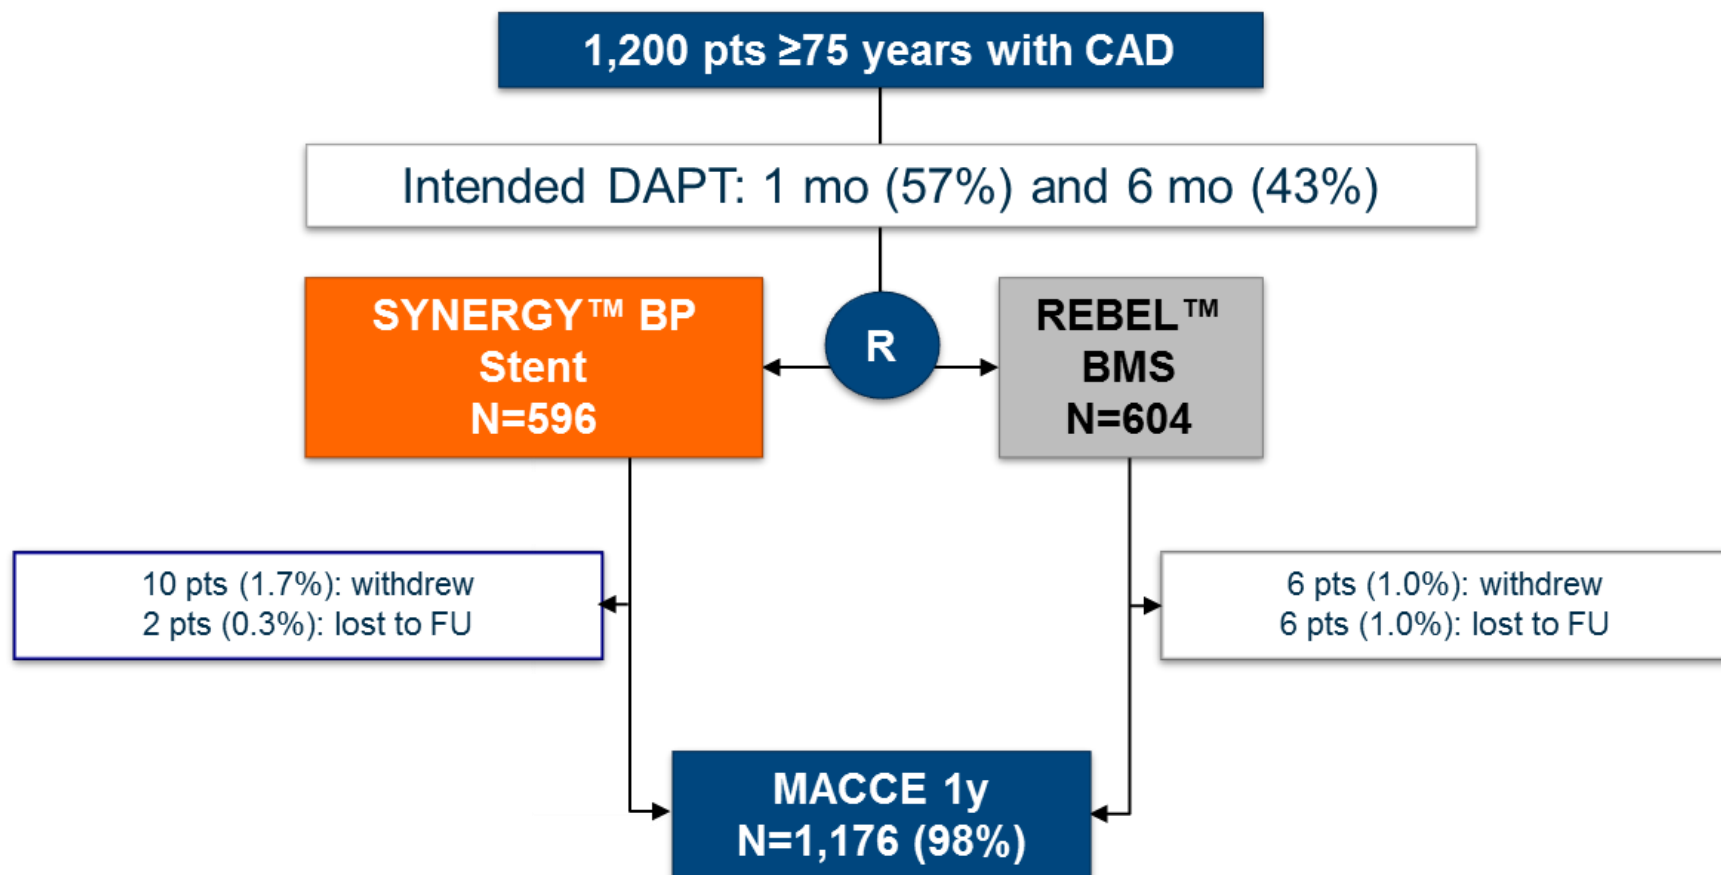 1,200 pts ≥75 years with CAD
Intended DAPT: 1 mo (57%) and 6 mo (43%)
SYNERGY™ BP
Stent
N=596
R
REBEL™
BMS
N=604
10 pts (1.7%): withdrew
2 pts (0.3%): lost to FU
6 pts (1.0%): withdrew
6 pts (1.0%): lost to FU
MACCE 1y
N=1,176 (98%)